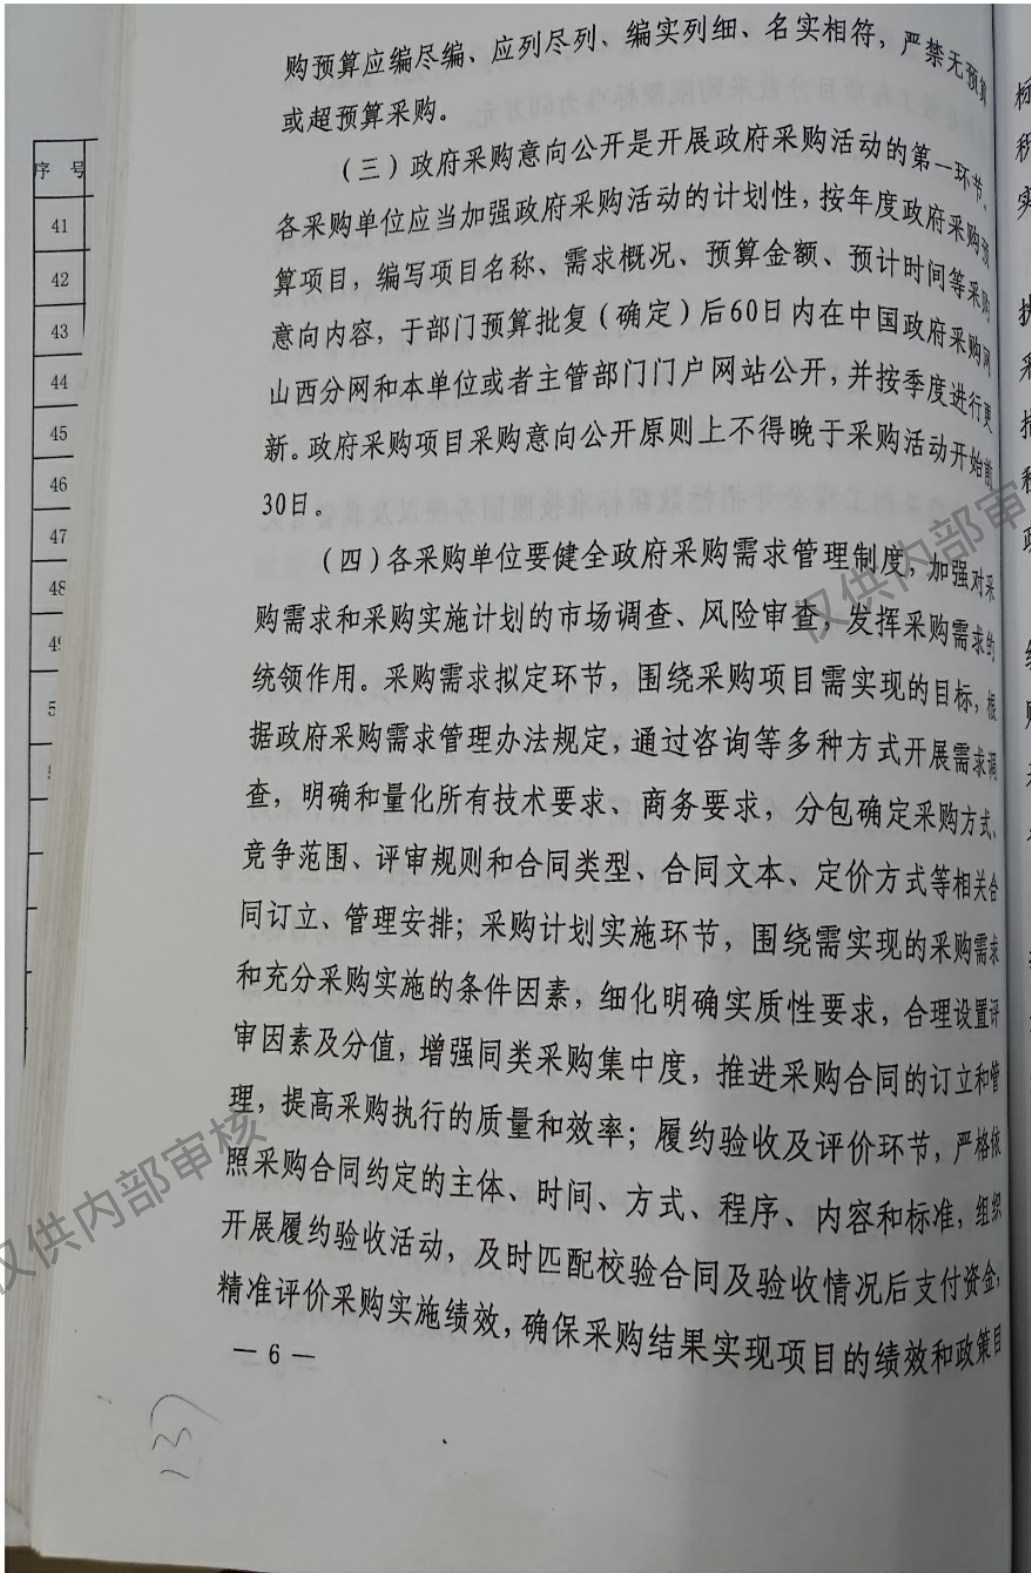 购预算应编尽编、应列尽列、编实列细、名实相符，严禁无预算
或超预算采购。
（三）政府采购意向公开是开展政府采购活动的第一环节，
各采购单位应当加强政府采购活动的计划性，按年度政府采购预
算项目，编写项目名称、需求概况、预算金额、预计时间等采购
意向内容，于部门预算批复（确定）后60日内在中国政府采购网
山西分网和本单位或者主管部门门户网站公开，并按季度进行更
新。政府采购项目采购意向公开原则上不得晚于采购活动开始前
30日。
（四）各采购单位要健全政府采购需求管理制度，加强对采
购需求和采购实施计划的市场调查、风险审查，发挥采购需求的
统领作用。采购需求拟定环节，围绕采购项目需实现的目标，根
据政府采购需求管理办法规定，通过咨询等多种方式开展需求调
查，明确和量化所有技术要求、商务要求，分包确定采购方式、
竞争范围、评审规则和合同类型、合同文本、定价方式等相关合
同订立、管理安排；采购计划实施环节，围绕需实现的采购需求
和充分采购实施的条件因素，细化明确实质性要求，合理设置评
审因素及分值，增强同类采购集中度，推进采购合同的订立和管
理，提高采购执行的质量和效率；履约验收及评价环节，严格依
照采购合同约定的主体、时间、方式、程序、内容和标准，组织
开展履约验收活动，及时匹配校验合同及验收情况后支付资金，
精准评价采购实施绩效，确保采购结果实现项目的绩效和政策目
— 6 —
137
序 号
41
42
43
44
45
46
47
48
仅供内部审
仅供内部审核